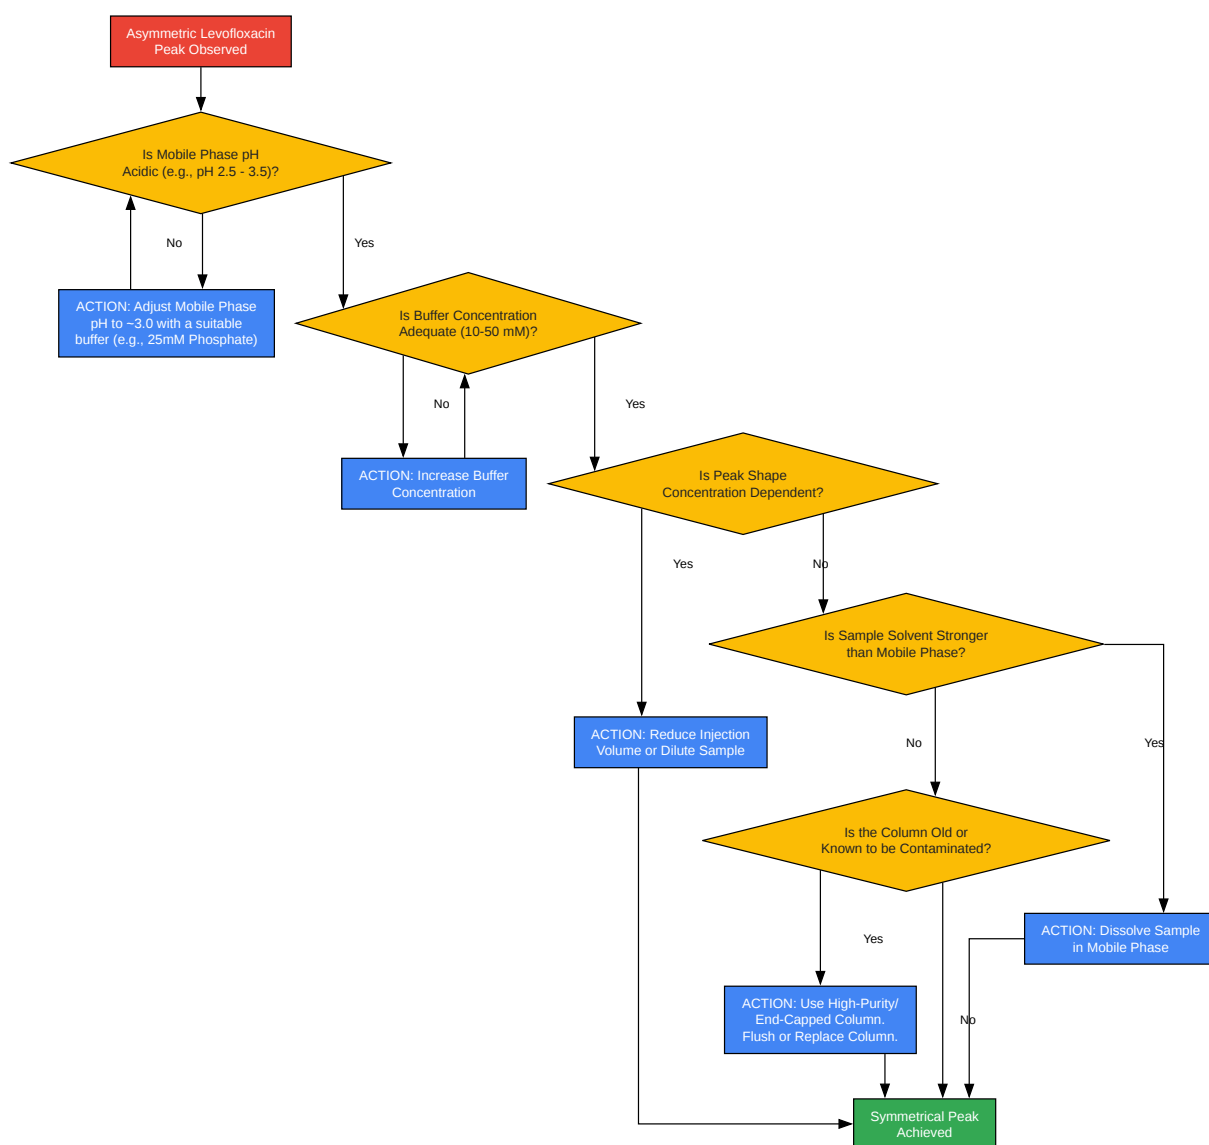 Asymmetric Levofloxacin
Peak Observed
Is Mobile Phase pH
Acidic (e.g., pH 2.5 - 3.5)?
No
Yes
ACTION: Adjust Mobile Phase
pH to ~3.0 with a suitable
buffer (e.g., 25mM Phosphate)
Is Buffer Concentration
Adequate (10-50 mM)?
No
Yes
ACTION: Increase Buffer
Concentration
Is Peak Shape
Concentration Dependent?
Yes
No
Is Sample Solvent Stronger
than Mobile Phase?
ACTION: Reduce Injection
Volume or Dilute Sample
No
Yes
Is the Column Old or
Known to be Contaminated?
Yes
ACTION: Dissolve Sample
in Mobile Phase
ACTION: Use High-Purity/
End-Capped Column.
Flush or Replace Column.
No
Symmetrical Peak
Achieved